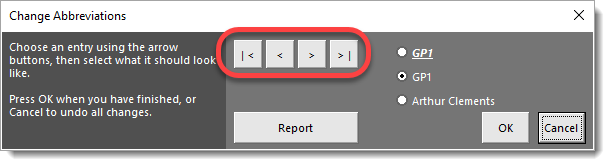 Change Abbreviations
Choose an entry using the arrow
buttons, then select what it should look
like.
Press OK when you have finished, or
Cancel to undo all changes.
|< < > >|
GP1
GP1
Arthur Clements
Report OK Cancel